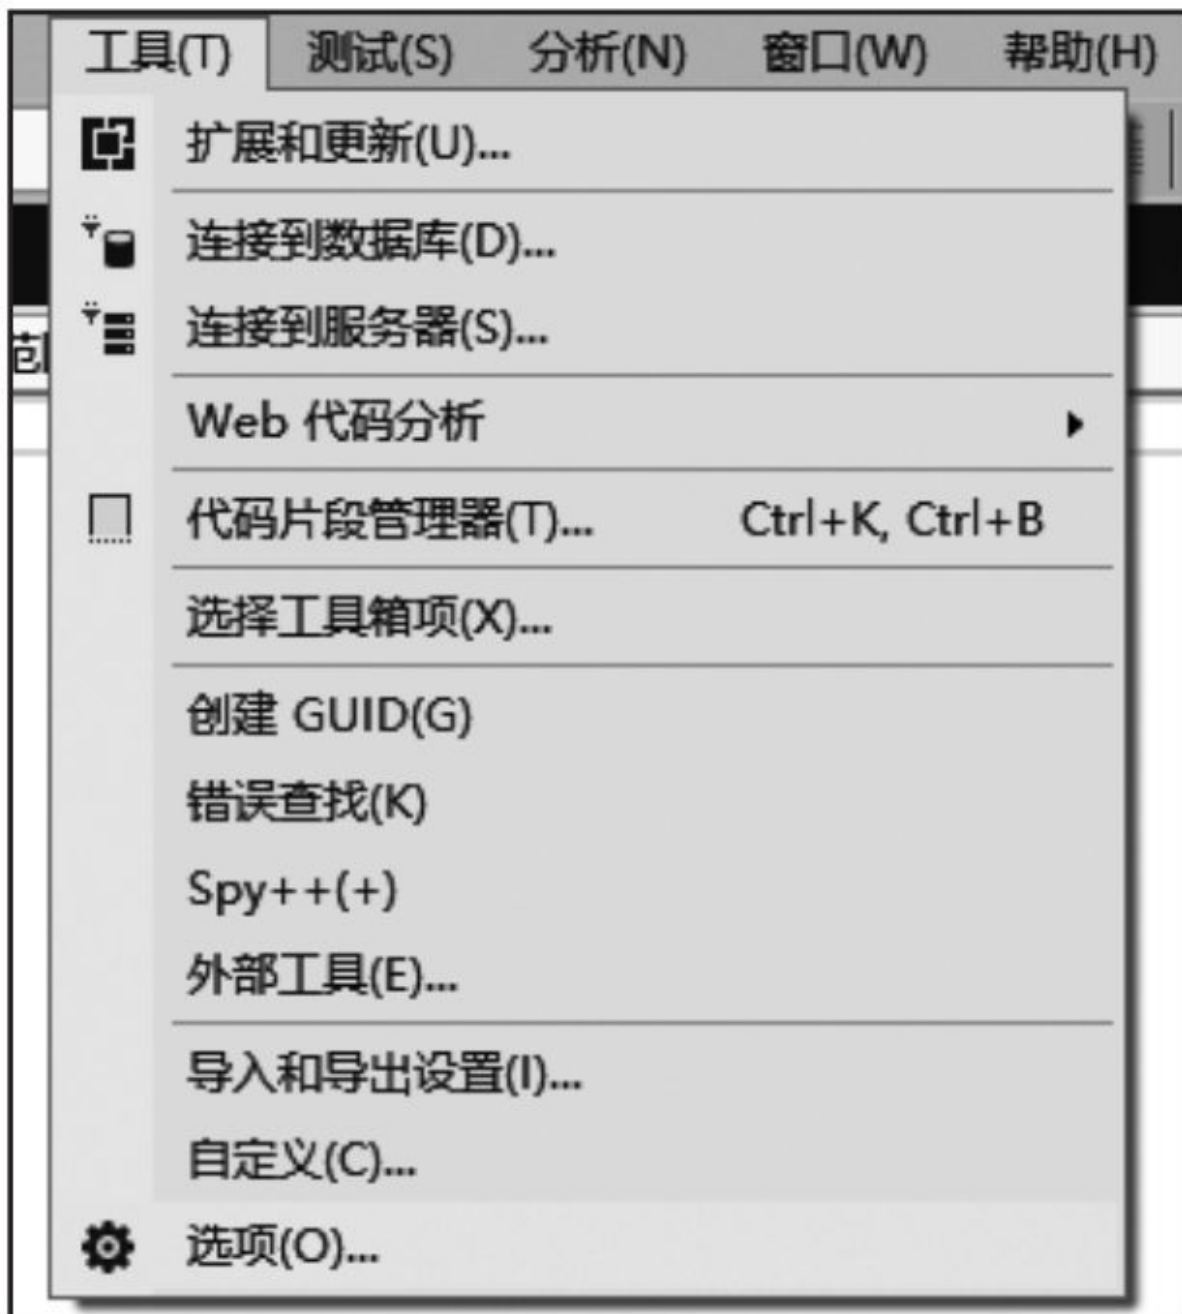 工具(T) 测试(S) 分析(N) 窗口(W) 帮助(H)
扩展和更新(U)...
连接到数据库(D)...
连接到服务器(S)...
Web 代码分析
代码片段管理器(T)... Ctrl+K, Ctrl+B
选择工具箱项(X)...
创建 GUID(G)
错误查找(K)
Spy++(+)
外部工具(E)...
导入和导出设置(I)...
自定义(C)...
选项(O)...